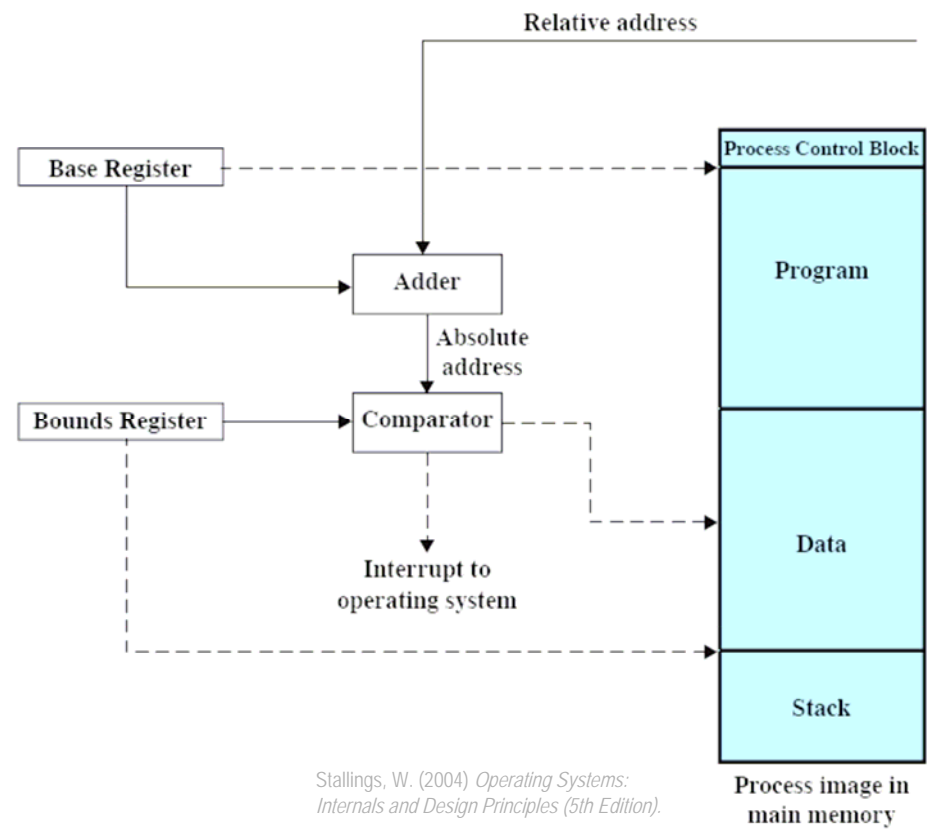 Relative address
Process Control Block
Base Register
Program
Adder
Absolute
address
Bounds Register
Comparator
Data
Interrupt to
operating system
Stack
Stallings, W. (2004) Operating Systems:
Internals and Design Principles (5th Edition).
Process image in
main memory